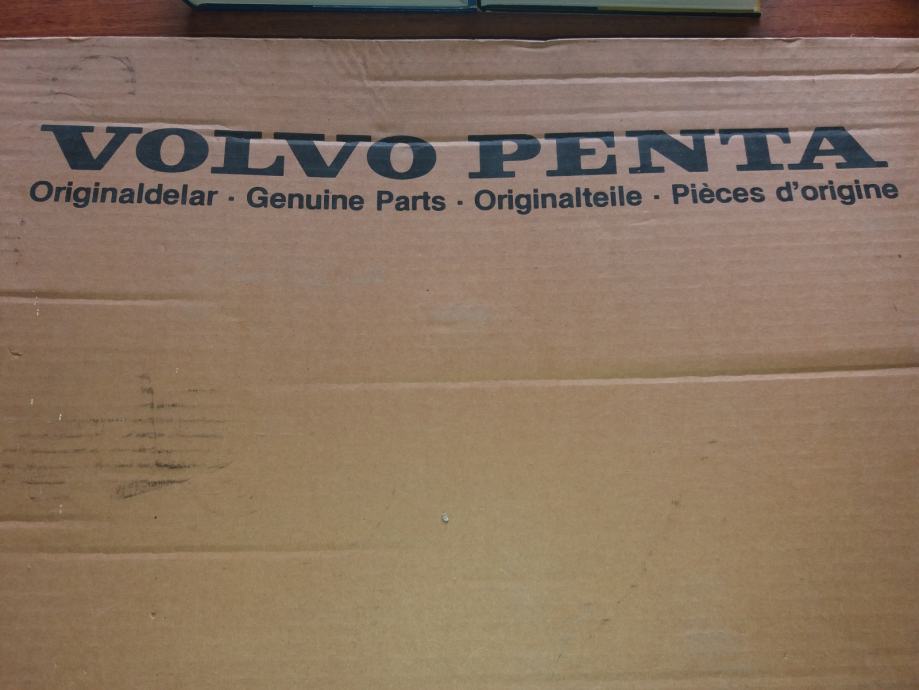 VOLVO PENTA
Originaldelar · Genuine Parts · Originalteile · Pièces d'origine